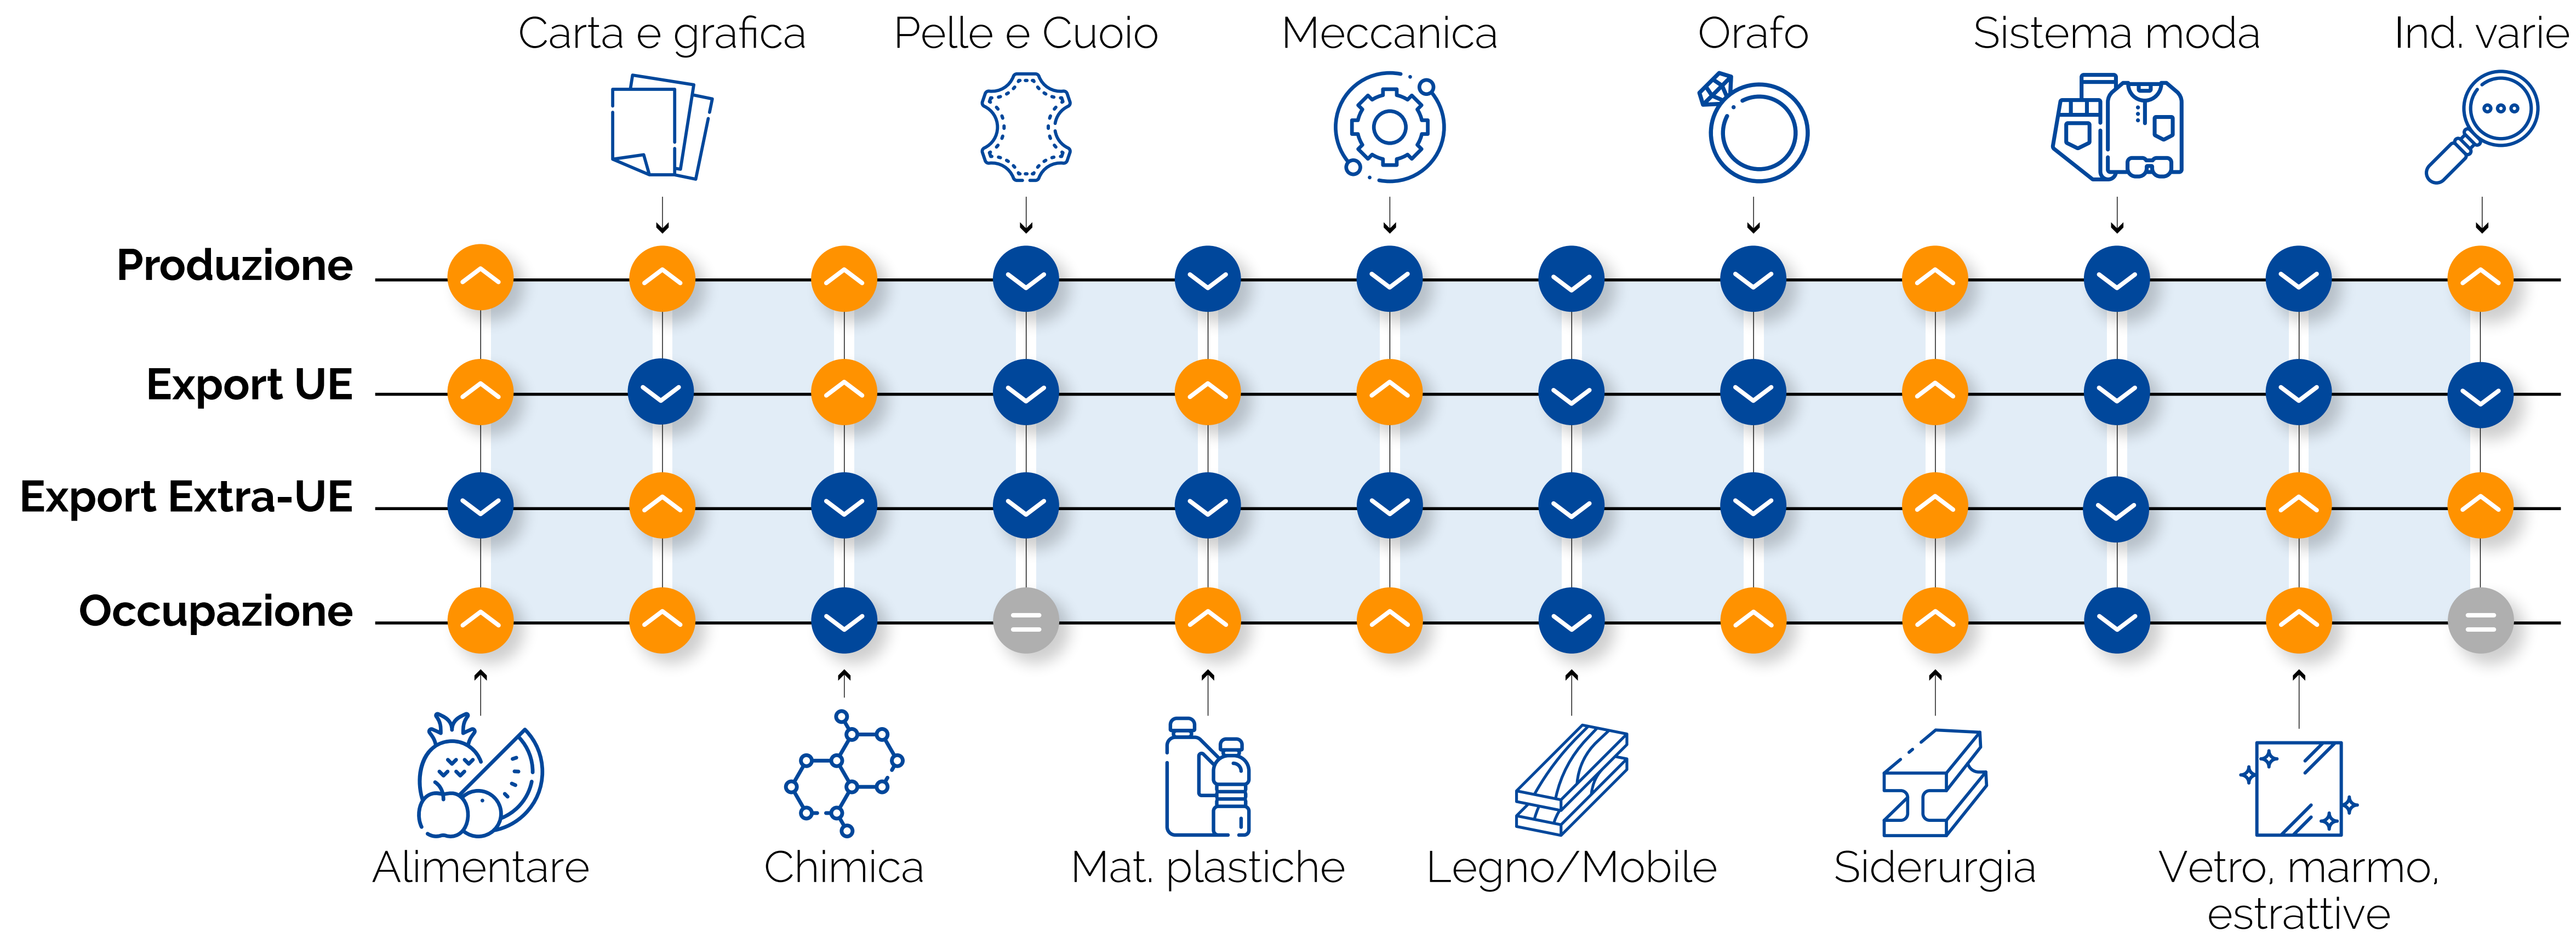 Carta e grafica
Pelle e Cuoio
Meccanica
Orafo
Sistema moda
Ind. varie
Produzione
Export UE
Export Extra-UE
Occupazione
Alimentare
Chimica
Mat. plastiche
Legno/Mobile
Siderurgia
Vetro, marmo,
estrattive